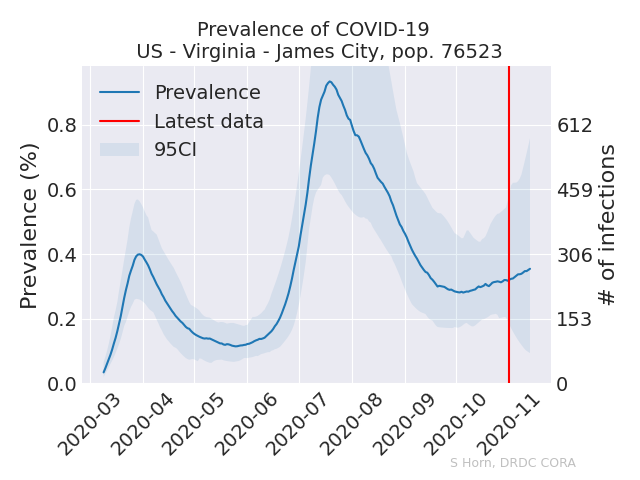 Prevalence of COVID-19
US - Virginia - James City, pop. 76523
Prevalence
Latest data
95CI
Prevalence (%)
0.8
0.6
0.4
0.2
0.0
612
459
306
153
0
# of infections
2020-03
2020-04
2020-05
2020-06
2020-07
2020-08
2020-09
2020-10
2020-11
S Horn, DRDC CORA